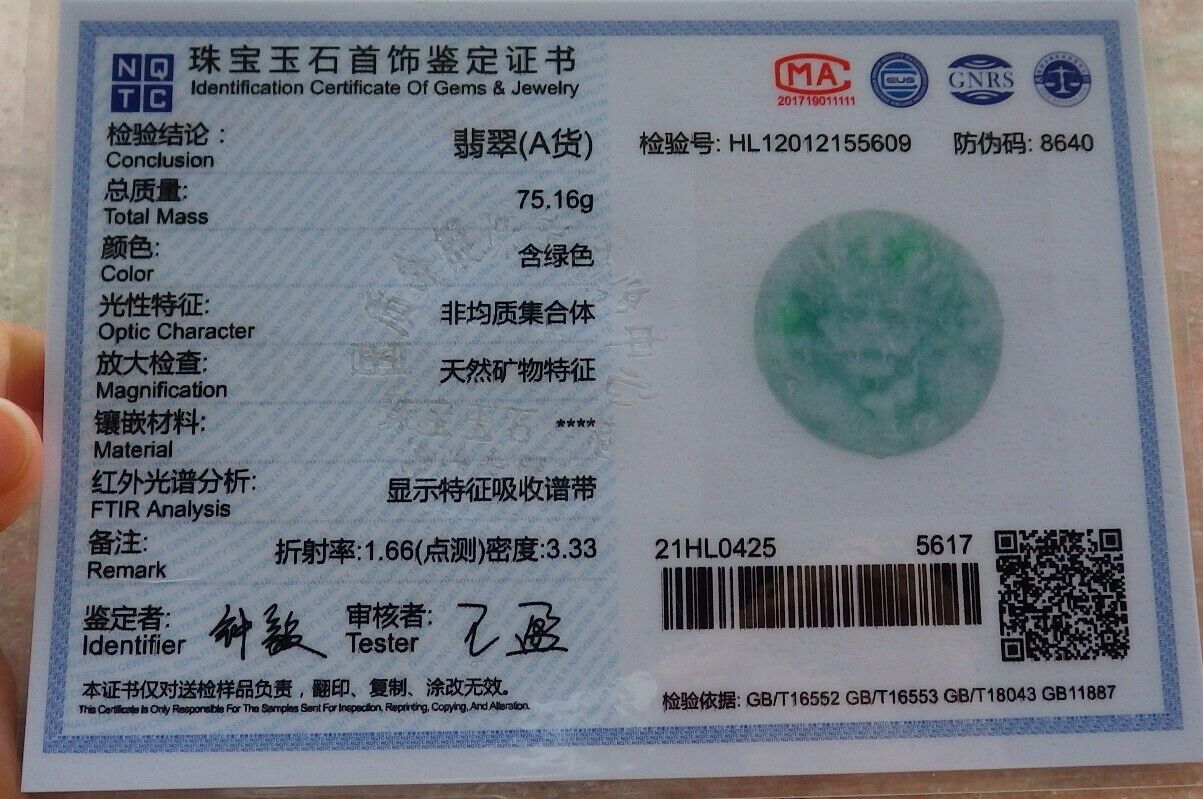 NQ
TC
珠宝玉石首饰鉴定证书
Identification Certificate Of Gems & Jewelry
MA
201719011111
GNRS
检验结论：
Conclusion
翡翠(A货)
总质量:
Total Mass
75.16g
颜色:
Color
含绿色
光性特征:
Optic Character
非均质集合体
放大检查:
Magnification
天然矿物特征
镶嵌材料:
Material
****
红外光谱分析:
FTIR Analysis
显示特征吸收谱带
备注:
Remark
折射率:1.66(点测)密度:3.33
鉴定者:
Identifier
审核者:
Tester
本证书仅对送检样品负责，翻印、复制、涂改无效。
This Certificate is Only Responsible For The Samples Sent For Inspection, Reprinting, Copying, And Alteration.
检验号: HL12012155609 防伪码: 8640
21HL0425 5617
检验依据: GB/T16552 GB/T16553 GB/T18043 GB11887